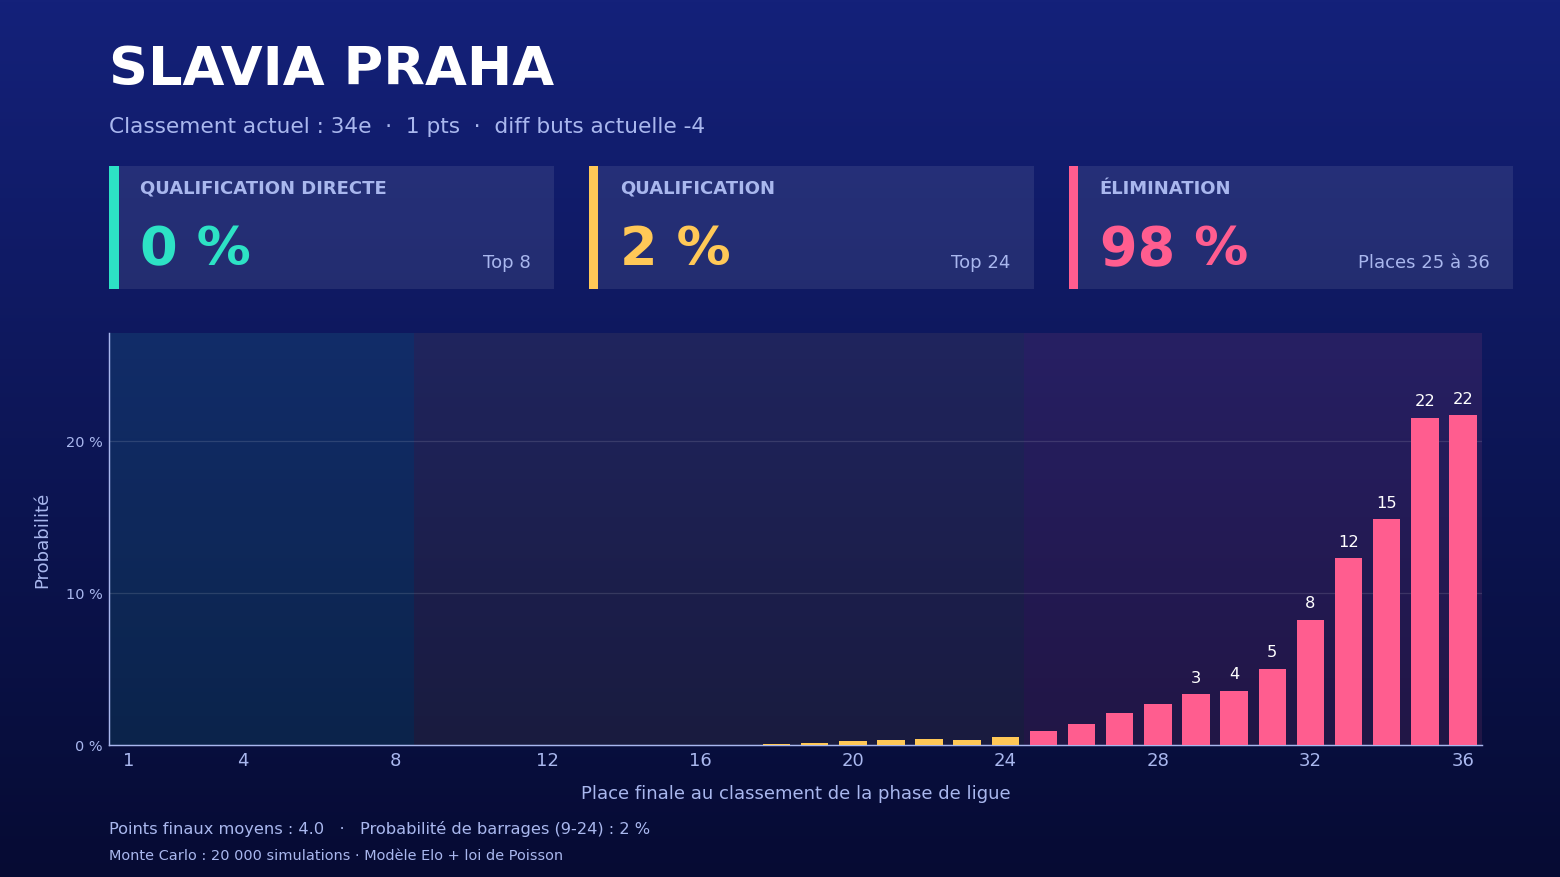 SLAVIA PRAHA
Classement actuel : 34e · 1 pts · diff buts actuelle -4
QUALIFICATION DIRECTE
0 %
Top 8
QUALIFICATION
2 %
Top 24
ÉLIMINATION
98 %
Places 25 à 36
Probabilité
20 %
10 %
0 %
3
4
5
8
12
15
22
22
1
4
8
12
16
20
24
28
32
36
Place finale au classement de la phase de ligue
Points finaux moyens : 4.0 · Probabilité de barrages (9-24) : 2 %
Monte Carlo : 20 000 simulations · Modèle Elo + loi de Poisson